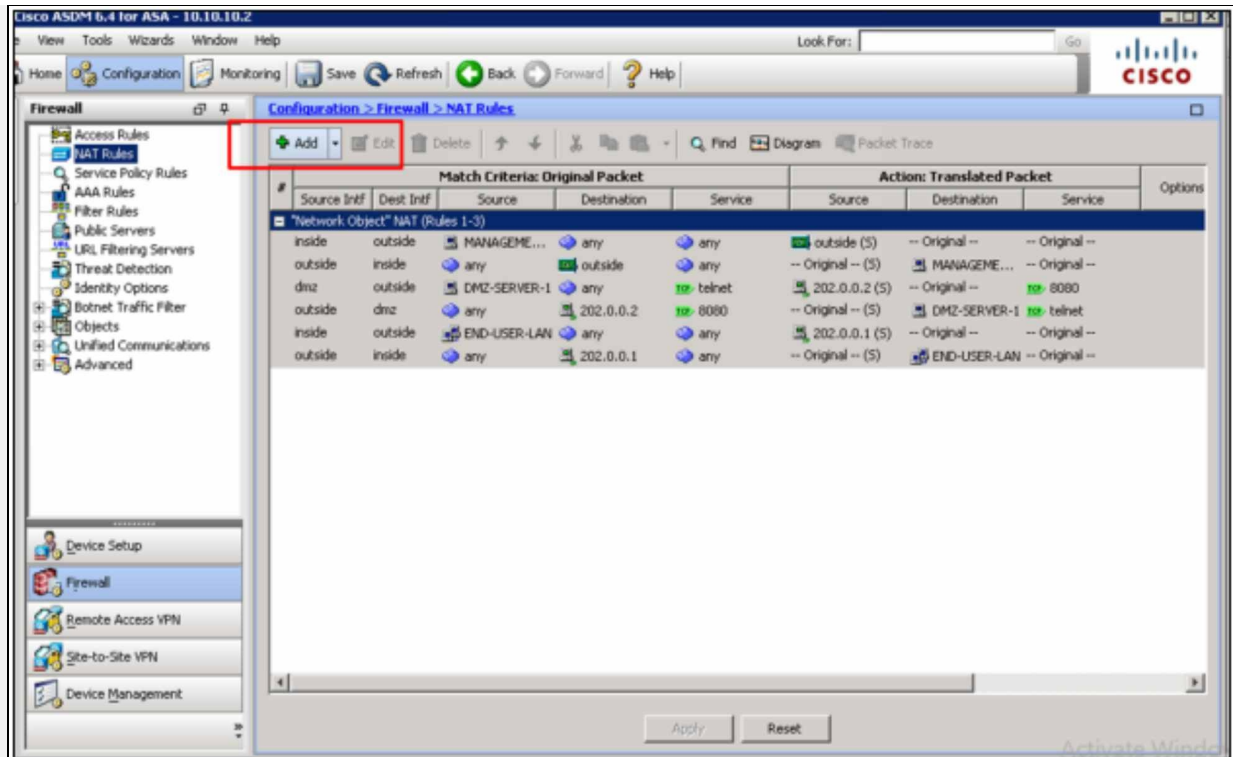 Cisco ASDM 6.4 for ASA - 10.10.10.2
View Tools Wizards Window Help Look For: Go
Home Configuration Monitoring Save Refresh Back Forward Help
CISCO
Firewall
Access Rules
NAT Rules
Service Policy Rules
AAA Rules
Filter Rules
Public Servers
URL Filtering Servers
Threat Detection
Identity Options
Botnet Traffic Filter
Objects
Unified Communications
Advanced
Device Setup
Firewall
Remote Access VPN
Site-to-Site VPN
Device Management
Configuration > Firewall > NAT Rules
Add Edit Delete Find Diagram Packet Trace
# Match Criteria: Original Packet Action: Translated Packet Options
Source Intf Dest Intf Source Destination Service Source Destination Service
"Network Object" NAT (Rules 1-3)
inside outside MANAGEME... any any outside (S) -- Original -- -- Original --
outside inside any outside any -- Original -- (S) MANAGEME... -- Original --
dmz outside DMZ-SERVER-1 any telnet 202.0.0.2 (S) -- Original -- 8080
outside dmz any 202.0.0.2 8080 -- Original -- (S) DMZ-SERVER-1 telnet
inside outside END-USER-LAN any any 202.0.0.1 (S) -- Original -- -- Original --
outside inside any 202.0.0.1 any -- Original -- (S) END-USER-LAN -- Original --
Apply Reset
Activate Windo